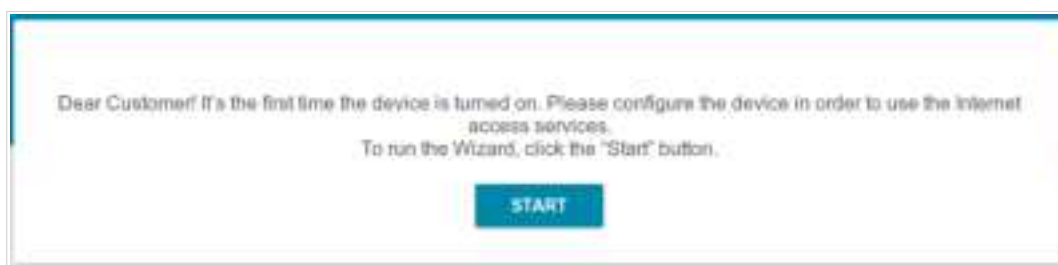 Dear Customer! It's the first time the device is turned on. Please configure the device in order to use the Internet
access services.
To run the Wizard, click the "Start" button.
START